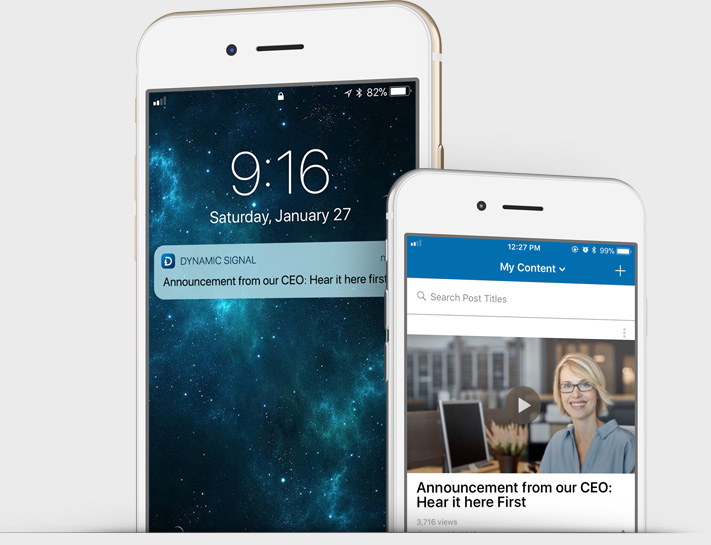 82%
9:16
Saturday, January 27
DYNAMIC SIGNAL
Announcement from our CEO: Hear it here first
12:27 PM
99%
My Content
Search Post Titles
Announcement from our CEO:
Hear it here First
3,716 views